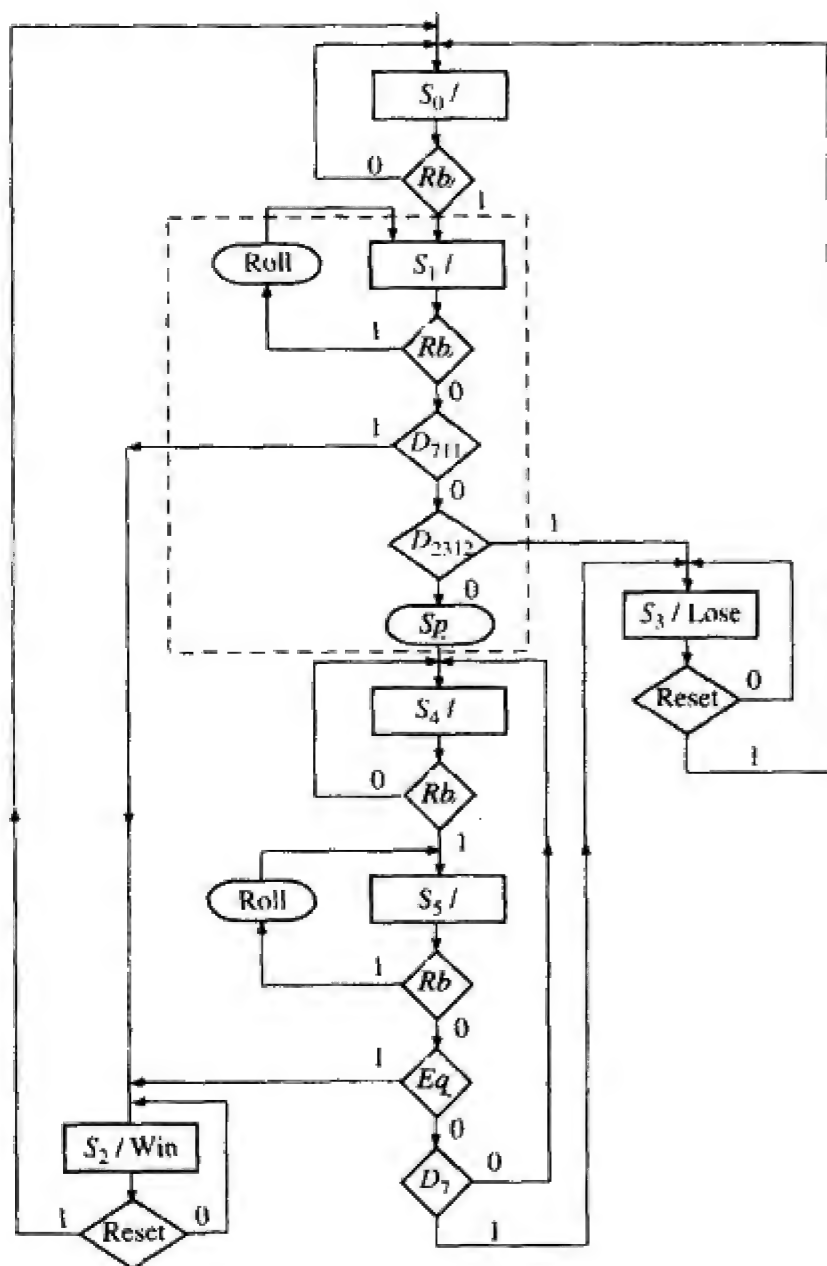 S₀ /
0
Rb
1
Roll
S₁ /
1
Rb
0
1
D₇₁₁
0
1
D₂₃₁₂
0
Sp
S₃ / Lose
S₄ /
Reset
0
0
Rb
1
1
Roll
S₅ /
1
Rb
0
1
Eq
0
S₂ / Win
D₇
0
1
Reset
0
1